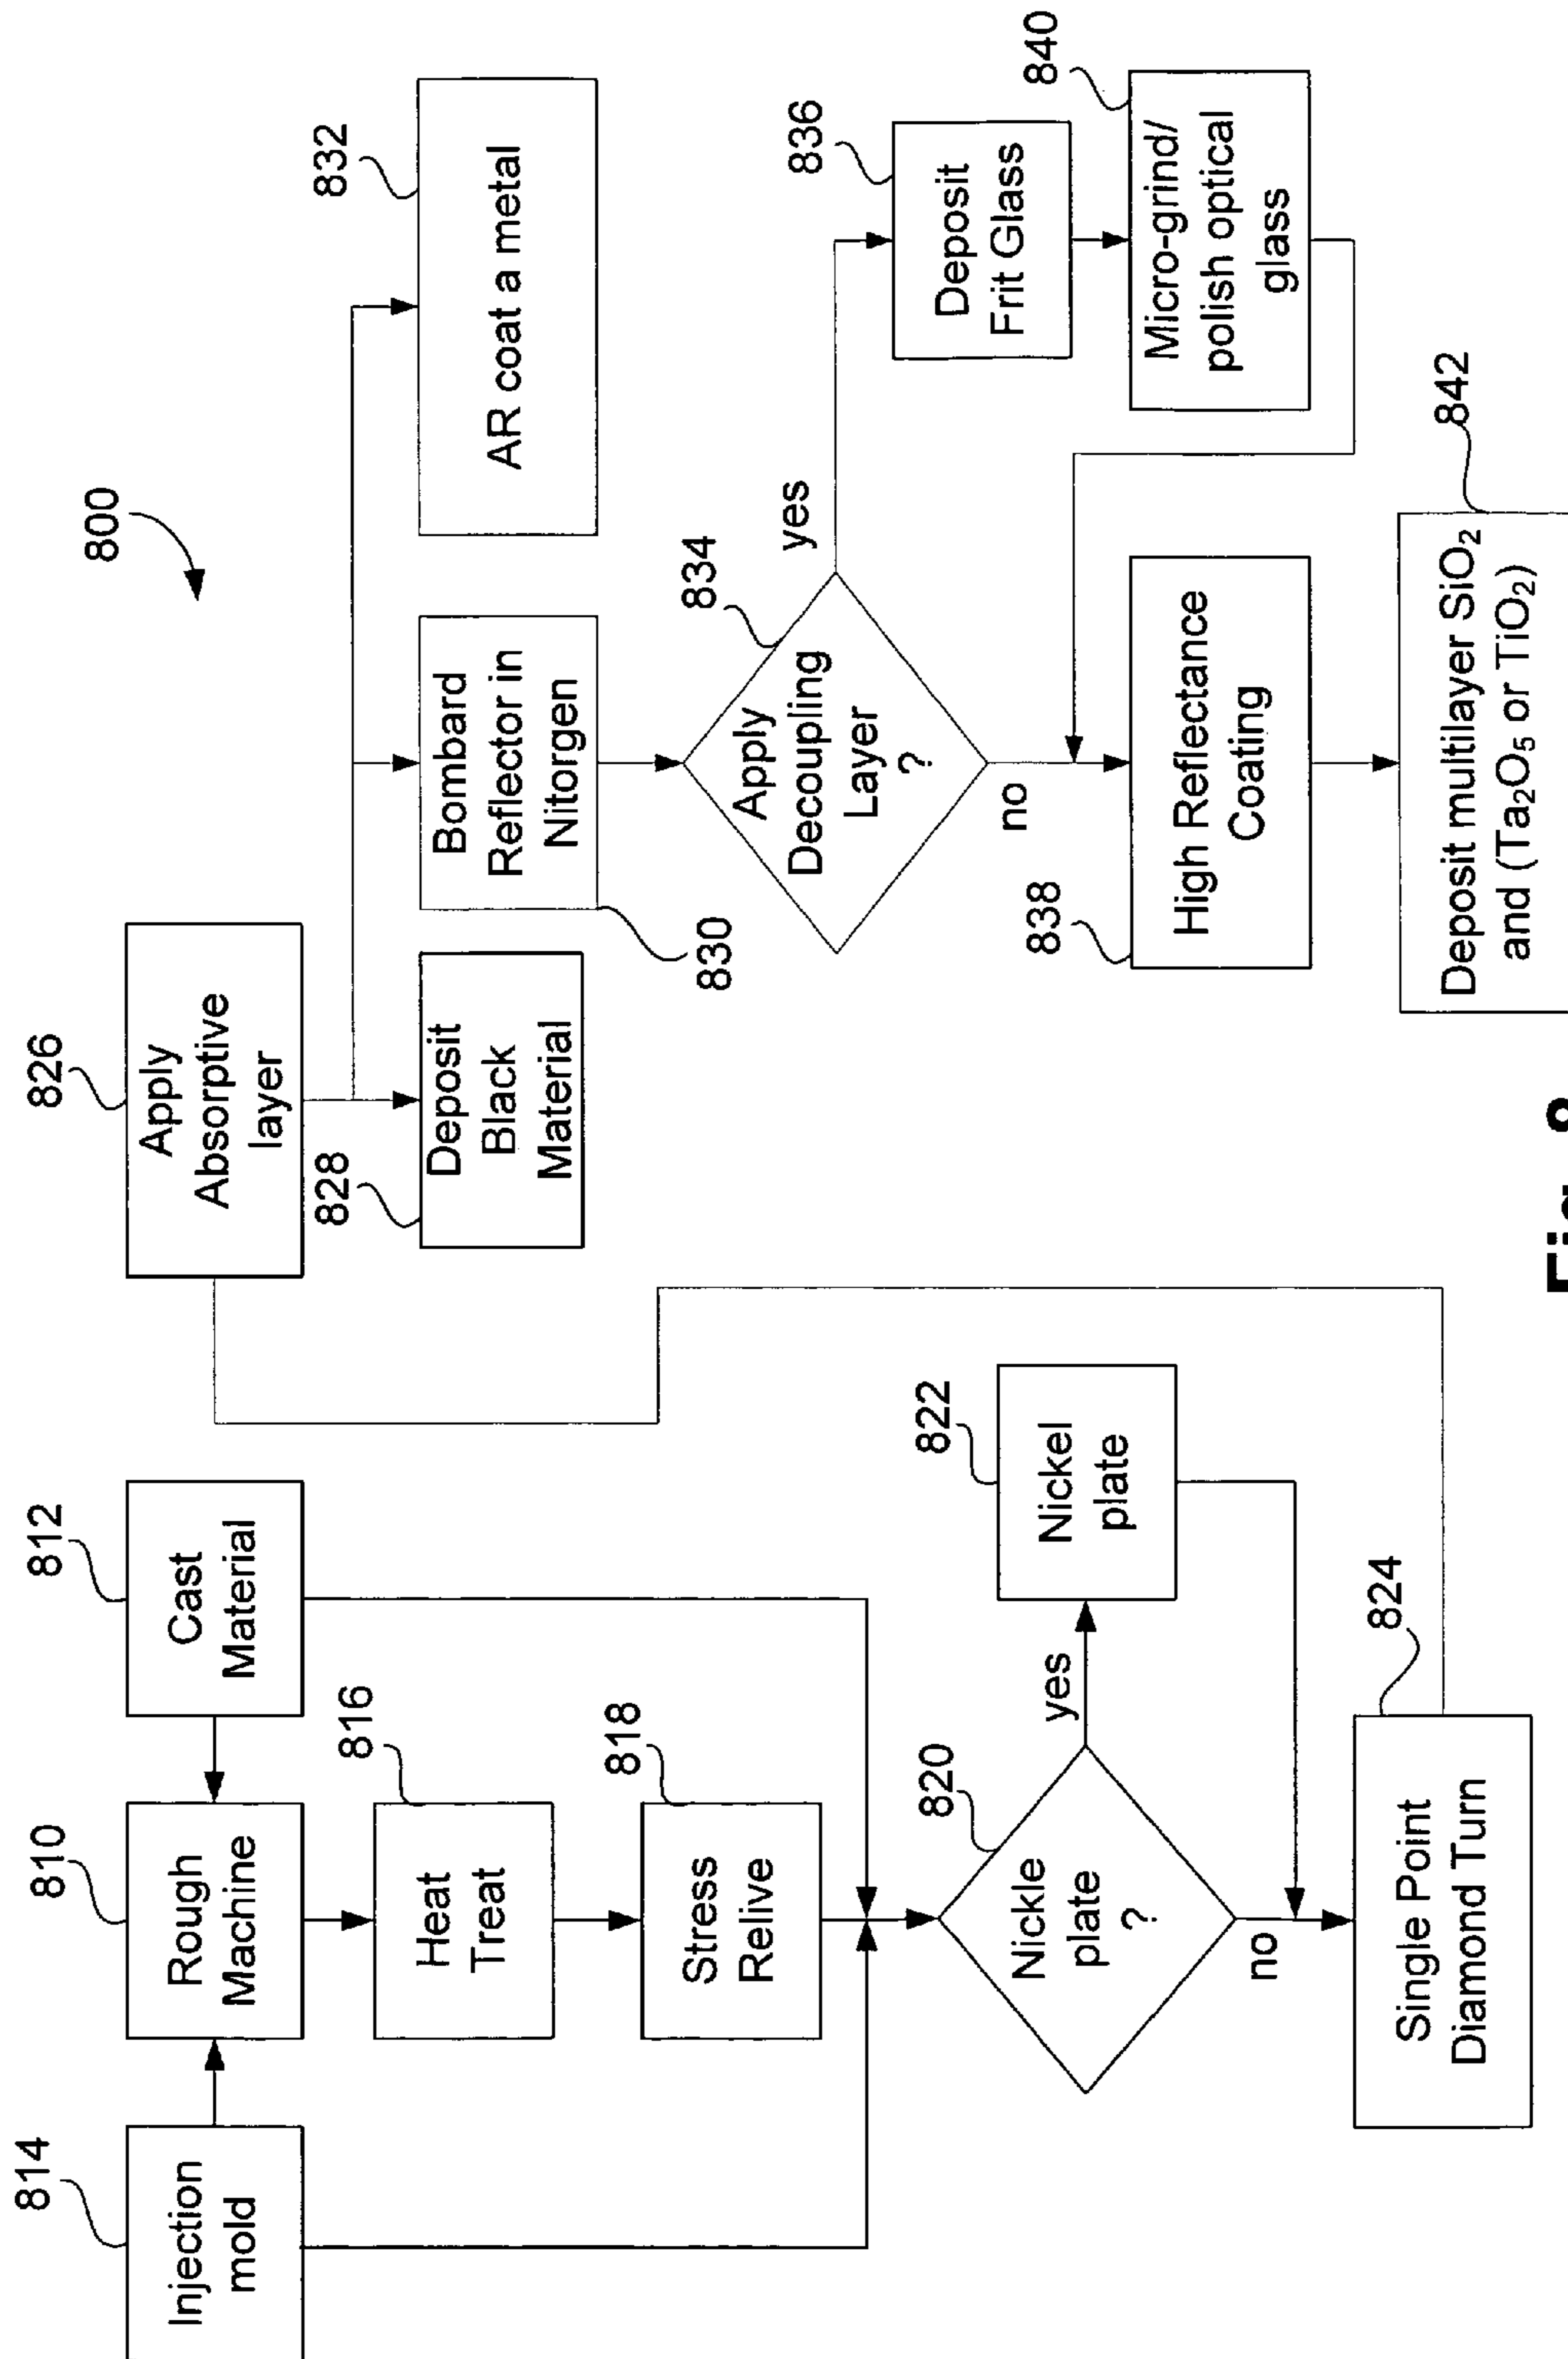 800
814
Injection
mold
810
Rough
Machine
812
Cast
Material
816
Heat
Treat
818
Stress
Relive
820
Nickle
plate
?
yes
no
822
Nickel
plate
824
Single Point
Diamond Turn
826
Apply
Absorptive
layer
828
Deposit
Black
Material
830
Bombard
Reflector in
Nitorgen
832
AR coat a metal
834
Apply
Decoupling
Layer
?
yes
no
836
Deposit
Frit Glass
840
Micro-grind/
polish optical
glass
838
High Reflectance
Coating
842
Deposit multilayer SiO₂
and (Ta₂O₅ or TiO₂)